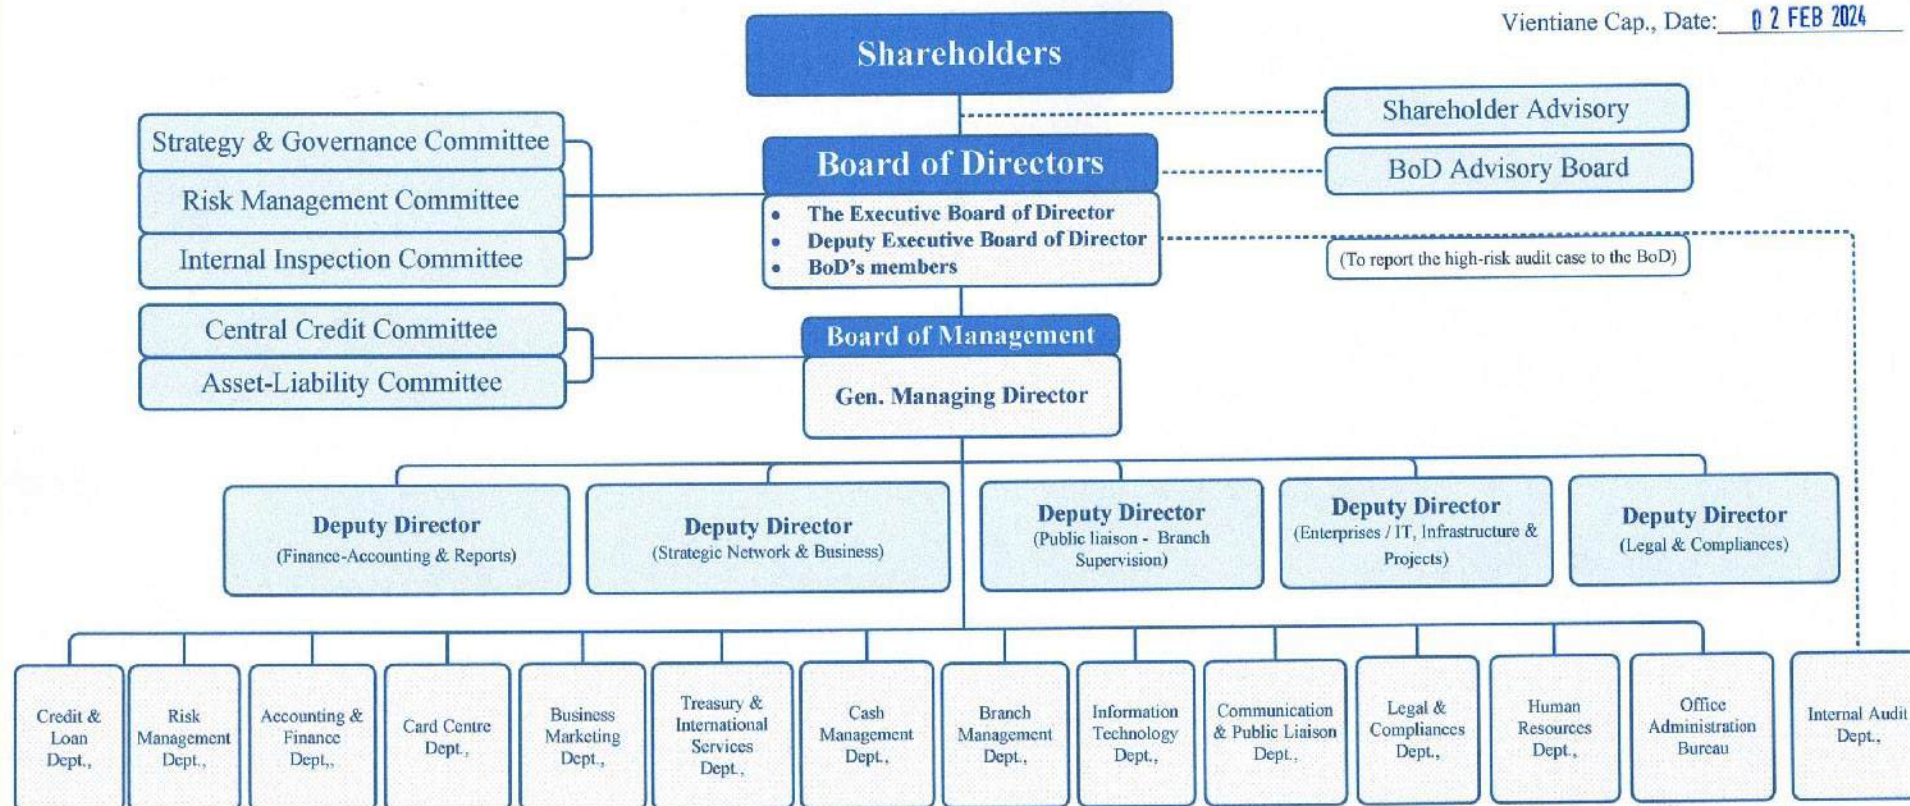 Vientiane Cap., Date: 02 FEB 2024
Shareholders
Shareholder Advisory
Strategy & Governance Committee
Risk Management Committee
Internal Inspection Committee
Board of Directors
BoD Advisory Board
• The Executive Board of Director
• Deputy Executive Board of Director
• BoD's members
(To report the high-risk audit case to the BoD)
Central Credit Committee
Asset-Liability Committee
Board of Management
Gen. Managing Director
Deputy Director
(Finance-Accounting & Reports)
Deputy Director
(Strategic Network & Business)
Deputy Director
(Public liaison - Branch
Supervision)
Deputy Director
(Enterprises / IT, Infrastructure &
Projects)
Deputy Director
(Legal & Compliances)
Credit &
Loan
Dept.,
Risk
Management
Dept.,
Accounting &
Finance
Dept,,
Card Centre
Dept.,
Business
Marketing
Dept.,
Treasury &
International
Services
Dept.,
Cash
Management
Dept.,
Branch
Management
Dept.,
Information
Technology
Dept.,
Communication
& Public Liaison
Dept.,
Legal &
Compliances
Dept.,
Human
Resources
Dept.,
Office
Administration
Bureau
Internal Audit
Dept.,